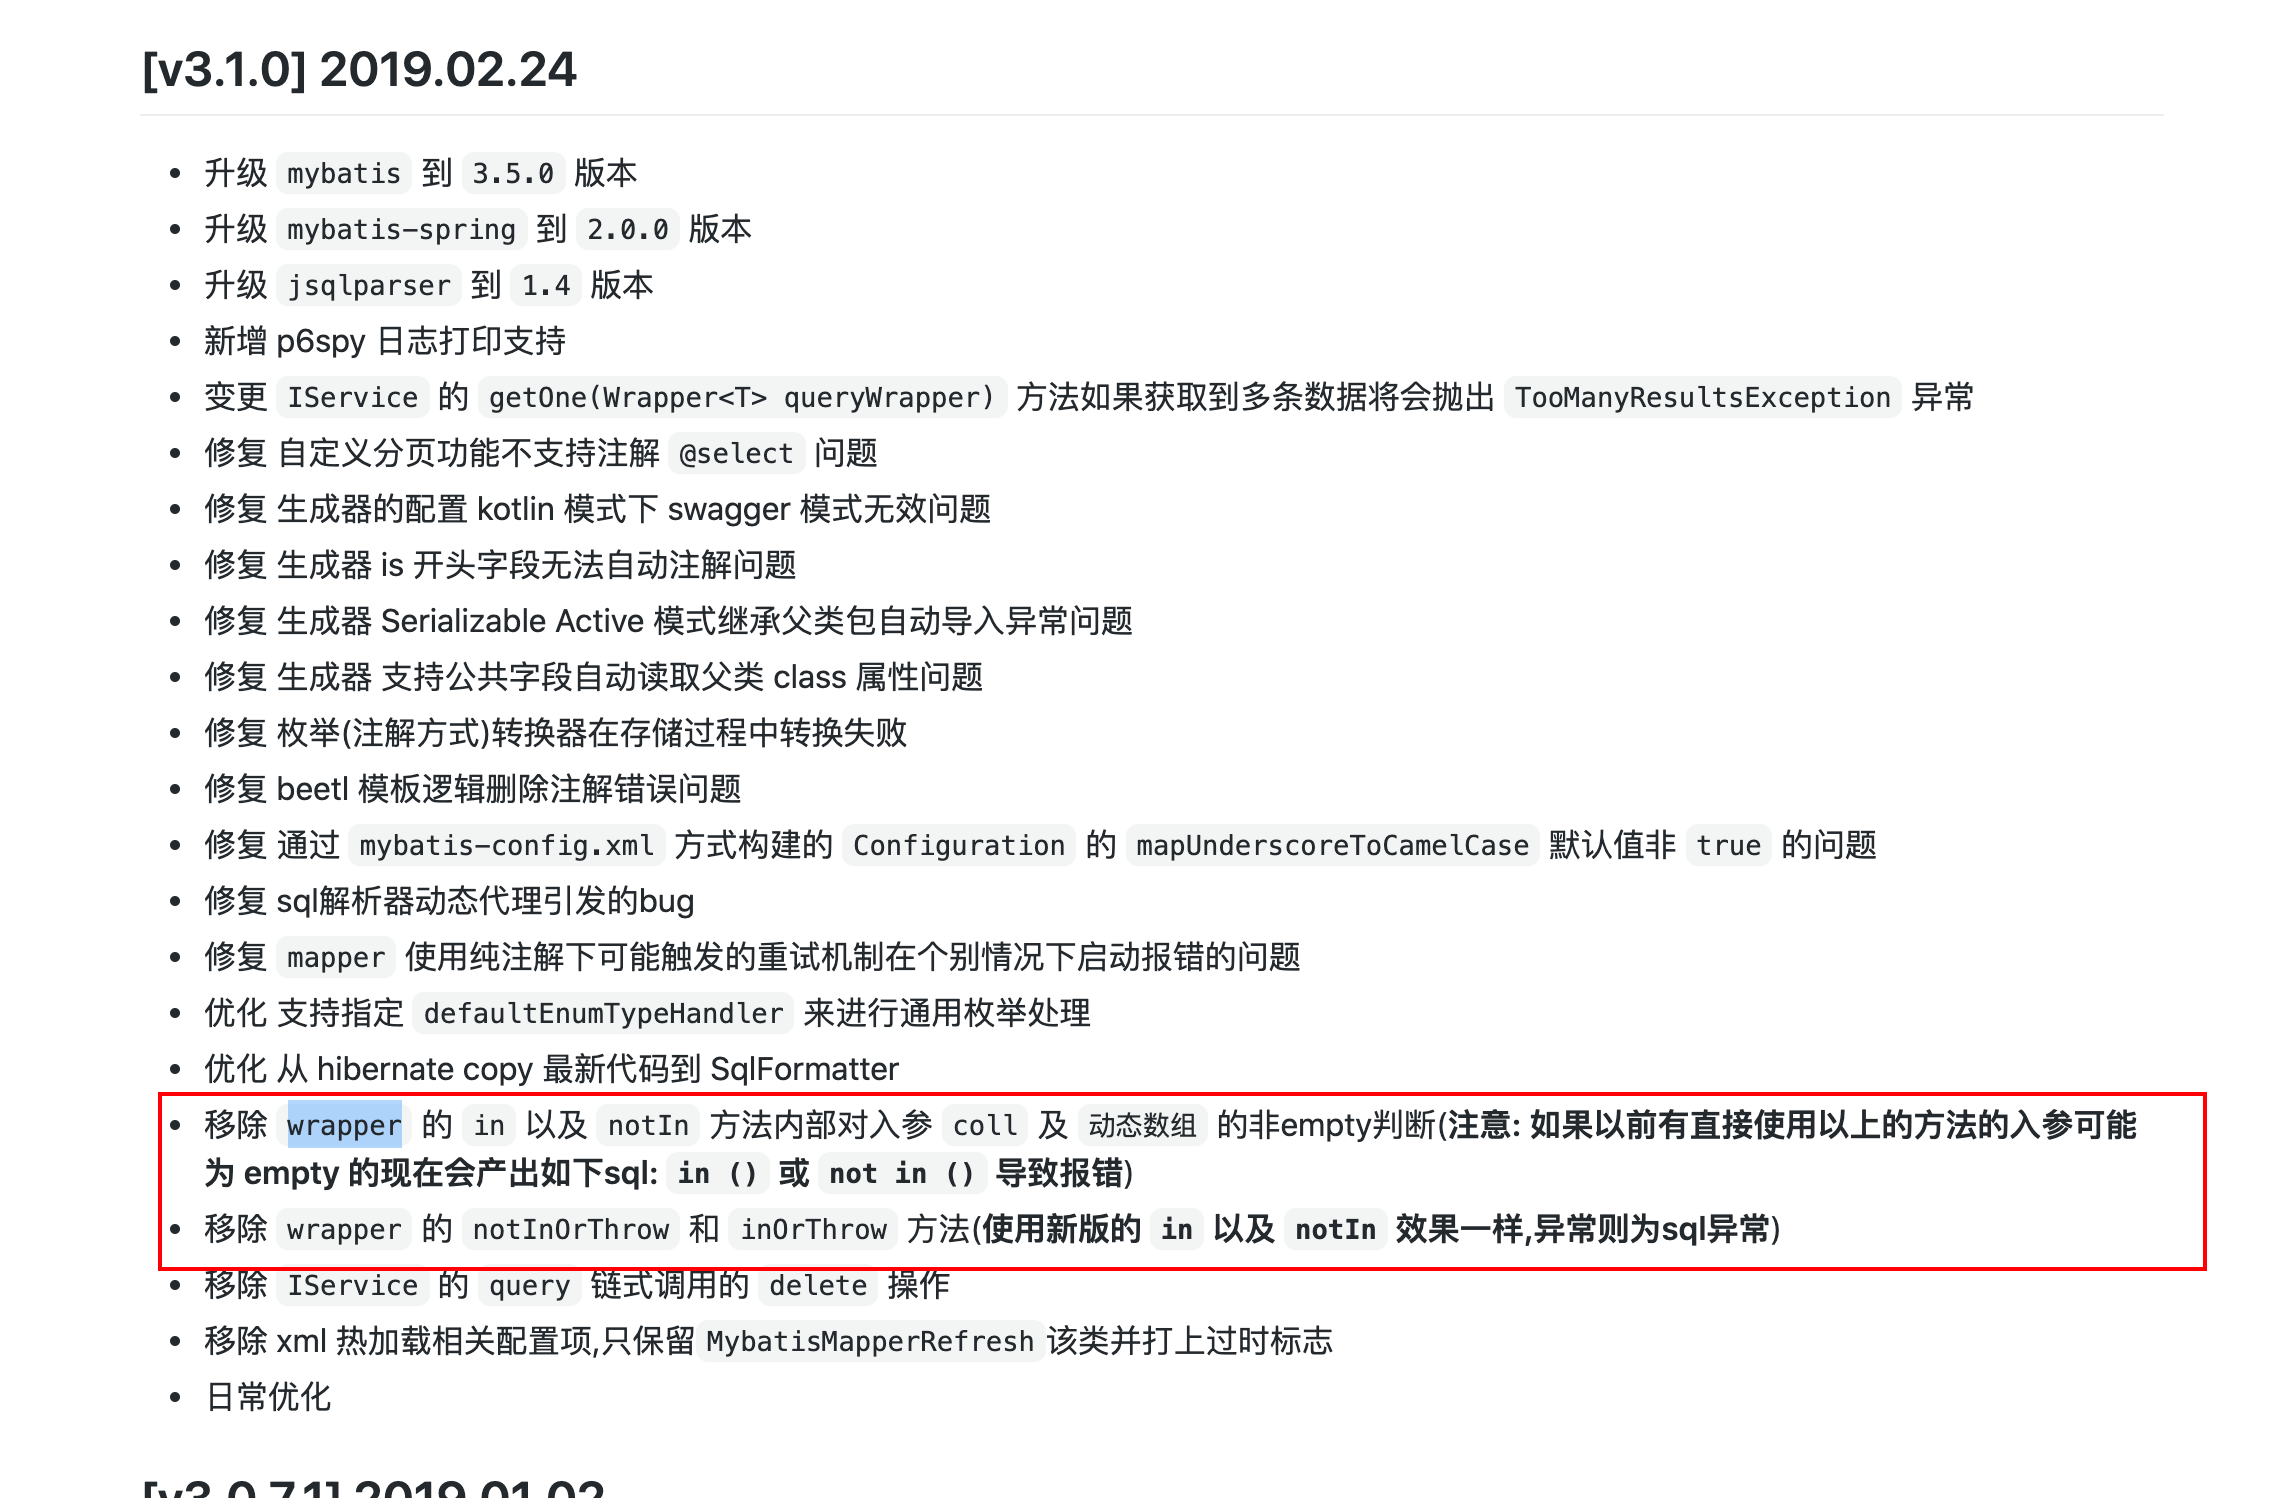 [v3.1.0] 2019.02.24
升级 mybatis 到 3.5.0 版本
升级 mybatis-spring 到 2.0.0 版本
升级 jsqlparser 到 1.4 版本
新增 p6spy 日志打印支持
变更 IService 的 getOne(Wrapper<T> queryWrapper) 方法如果获取到多条数据将会抛出 TooManyResultsException 异常
修复 自定义分页功能不支持注解 @select 问题
修复 生成器的配置 kotlin 模式下 swagger 模式无效问题
修复 生成器 is 开头字段无法自动注解问题
修复 生成器 Serializable Active 模式继承父类包自动导入异常问题
修复 生成器 支持公共字段自动读取父类 class 属性问题
修复 枚举(注解方式)转换器在存储过程中转换失败
修复 beetl 模板逻辑删除注解错误问题
修复 通过 mybatis-config.xml 方式构建的 Configuration 的 mapUnderscoreToCamelCase 默认值非 true 的问题
修复 sql解析器动态代理引发的bug
修复 mapper 使用纯注解下可能触发的重试机制在个别情况下启动报错的问题
优化 支持指定 defaultEnumTypeHandler 来进行通用枚举处理
优化 从 hibernate copy 最新代码到 SqlFormatter
移除 wrapper 的 in 以及 notIn 方法内部对入参 coll 及 动态数组 的非empty判断(注意: 如果以前有直接使用以上的方法的入参可能
为 empty 的现在会产出如下sql: in () 或 not in () 导致报错)
移除 wrapper 的 notInOrThrow 和 inOrThrow 方法(使用新版的 in 以及 notIn 效果一样,异常则为sql异常)
移除 IService 的 query 链式调用的 delete 操作
移除 xml 热加载相关配置项,只保留 MybatisMapperRefresh 该类并打上过时标志
日常优化
[v3.0.7.1] 2019.01.02